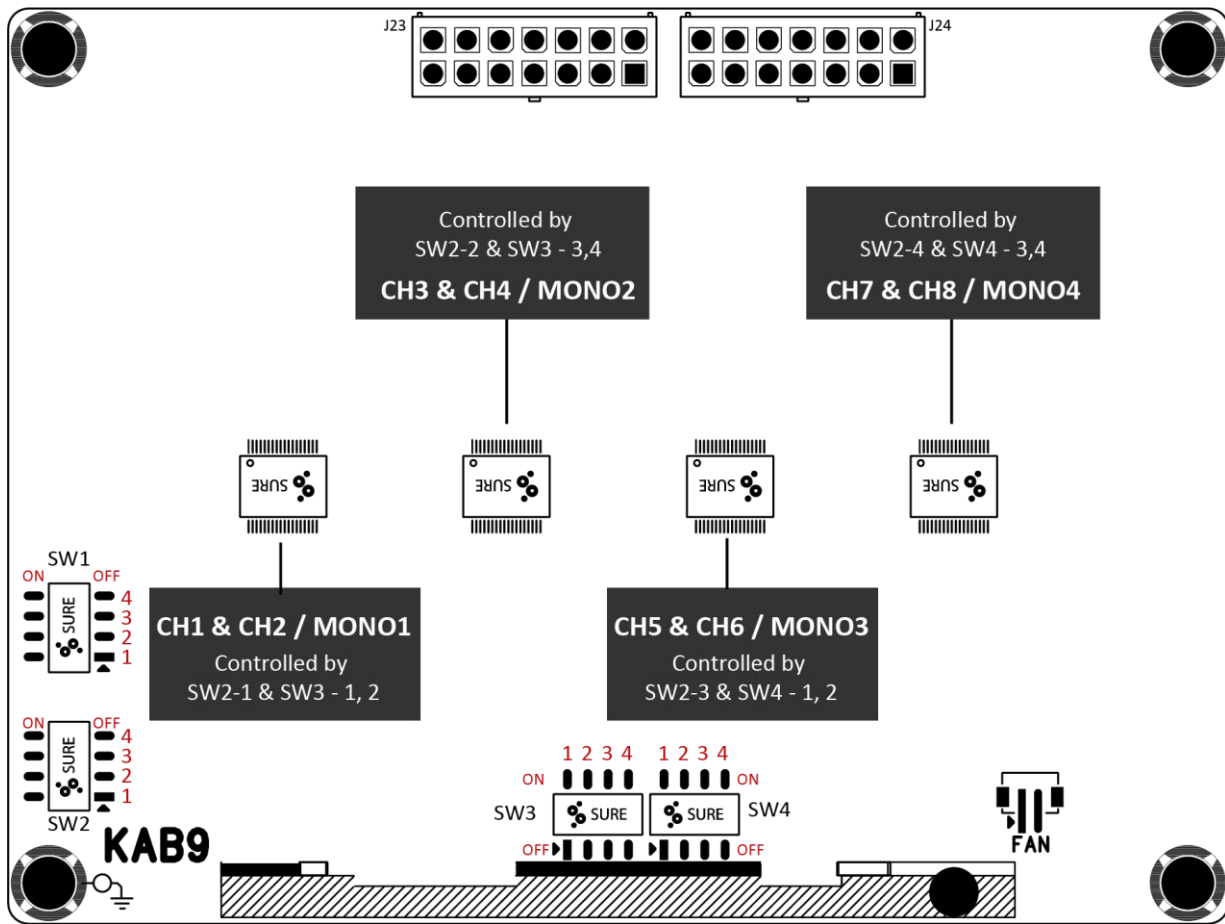 J23
J24
Controlled by
SW2-2 & SW3 - 3,4
CH3 & CH4 / MONO2
Controlled by
SW2-4 & SW4 - 3,4
CH7 & CH8 / MONO4
SURE
SURE
SURE
SURE
SW1
ON OFF
SURE
4
3
2
1
CH1 & CH2 / MONO1
Controlled by
SW2-1 & SW3 - 1, 2
CH5 & CH6 / MONO3
Controlled by
SW2-3 & SW4 - 1, 2
ON OFF
SURE
4
3
2
1
SW2
KAB9
1 2 3 4 1 2 3 4
ON ON
SW3 SURE SURE SW4
OFF OFF
FAN